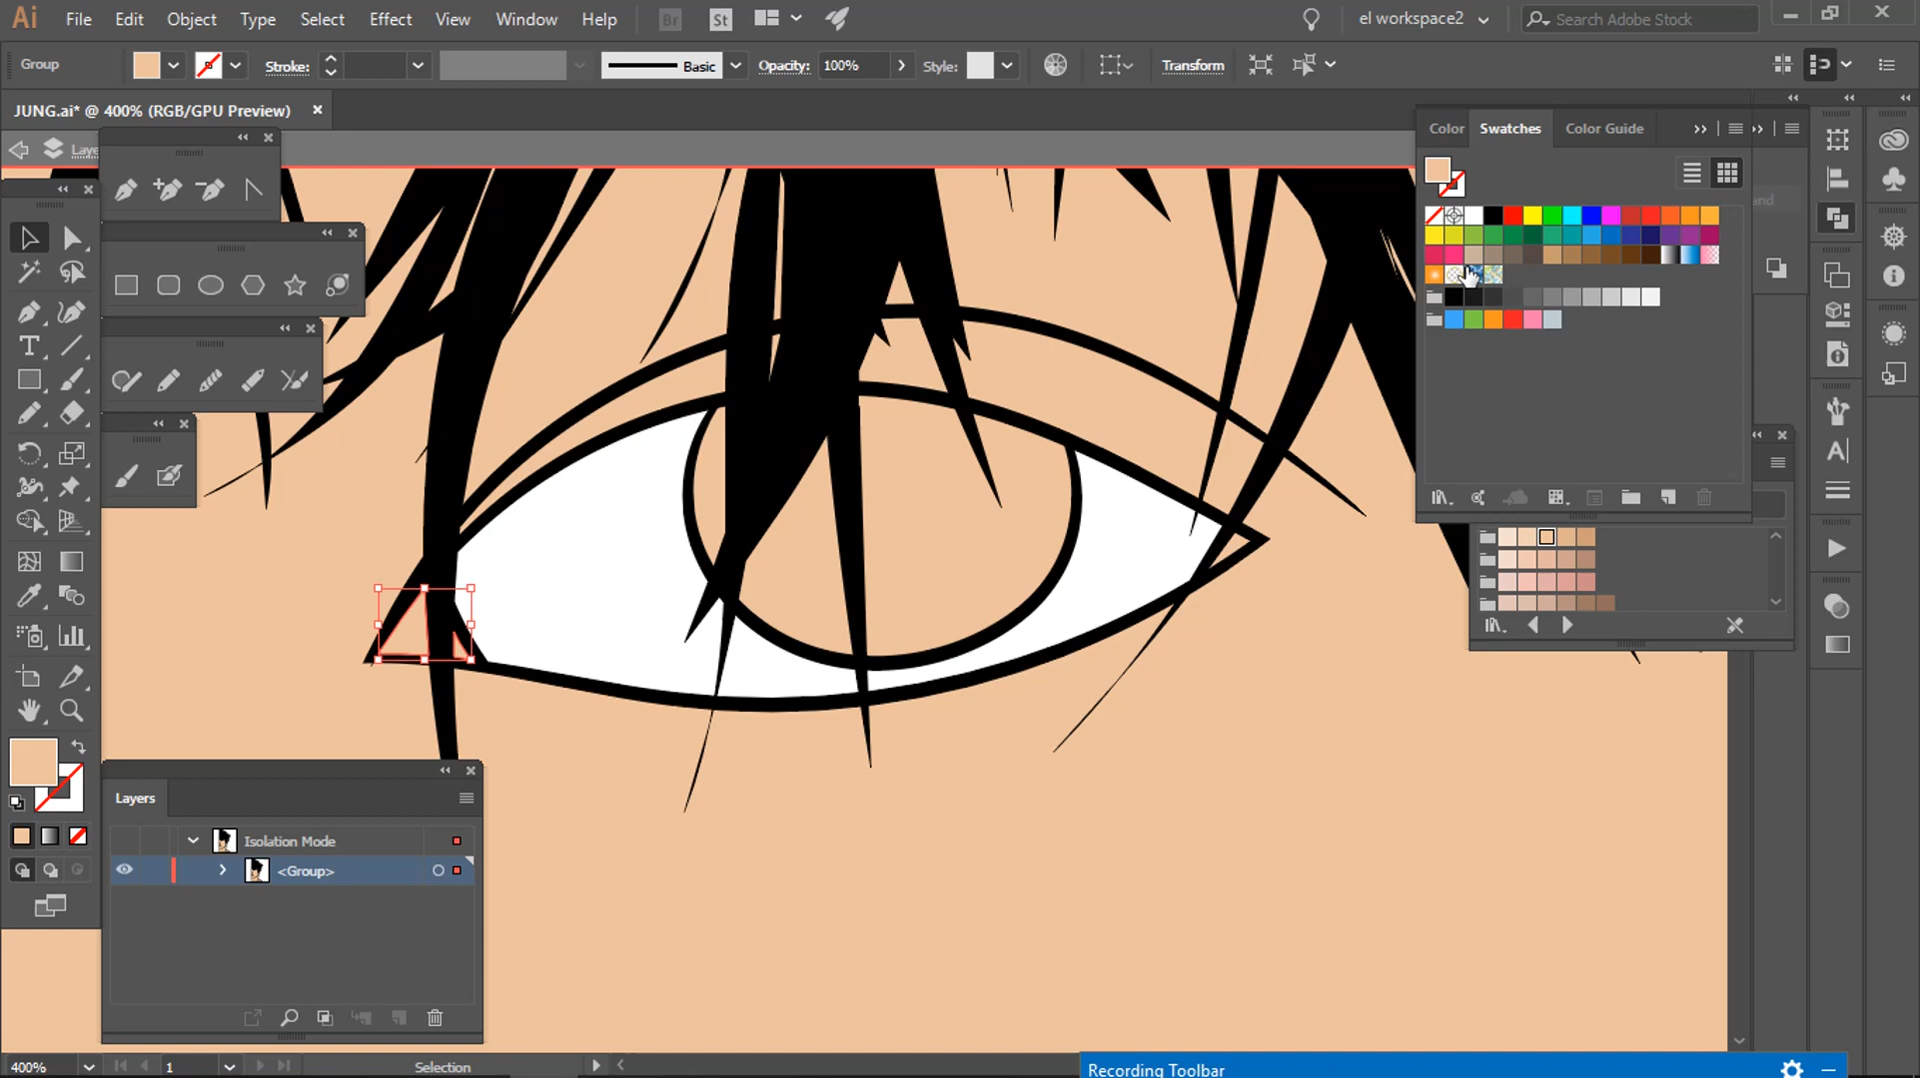 Ai File Edit Object Type Select Effect View Window Help Br St el workspace2 Search Adobe Stock
Group Stroke: Basic Opacity: 100% Style: Transform
JUNG.ai* @ 400% (RGB/GPU Preview)
Color Swatches Color Guide
Laye
Layers
Isolation Mode
<Group>
400% 1 Selection
Recording Toolbar